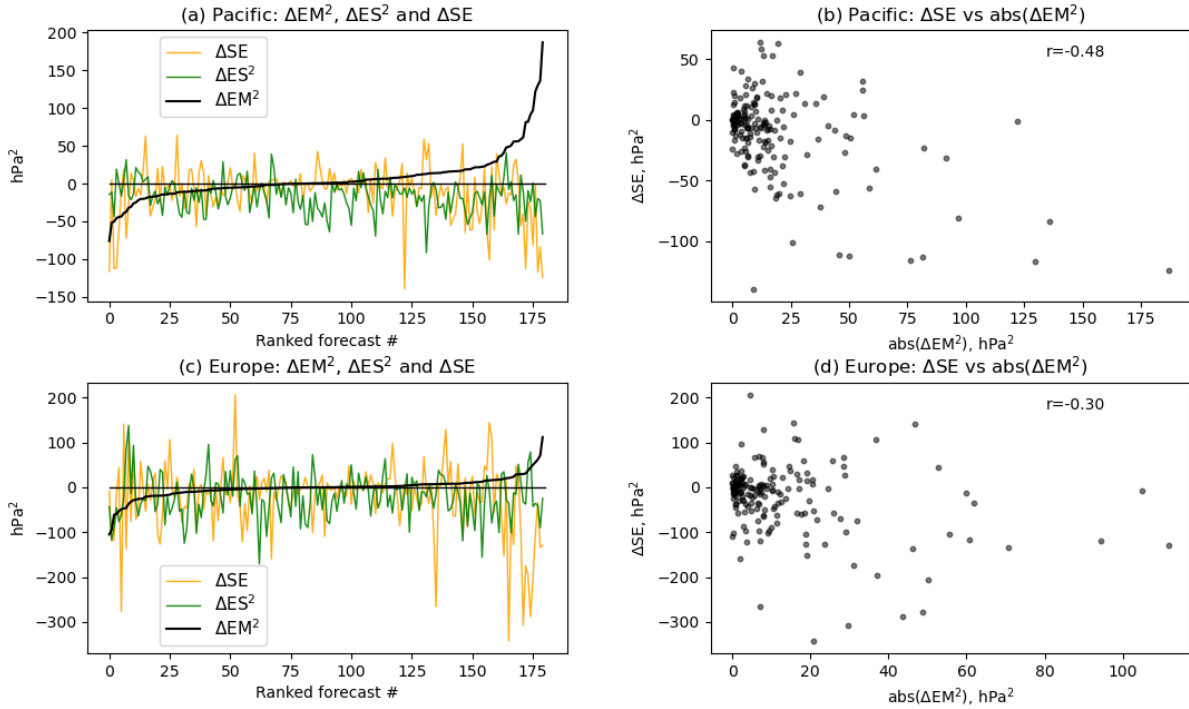 (a) Pacific: ΔEM², ΔES² and ΔSE
200
150
100
50
0
−50
−100
−150
hPa²
ΔSE
ΔES²
ΔEM²
0 25 50 75 100 125 150 175
Ranked forecast #
(b) Pacific: ΔSE vs abs(ΔEM²)
r=-0.48
50
0
−50
−100
ΔSE, hPa²
0 25 50 75 100 125 150 175
abs(ΔEM²), hPa²
(c) Europe: ΔEM², ΔES² and ΔSE
200
100
0
−100
−200
−300
hPa²
ΔSE
ΔES²
ΔEM²
0 25 50 75 100 125 150 175
Ranked forecast #
(d) Europe: ΔSE vs abs(ΔEM²)
r=-0.30
200
100
0
−100
−200
−300
ΔSE, hPa²
0 20 40 60 80 100
abs(ΔEM²), hPa²